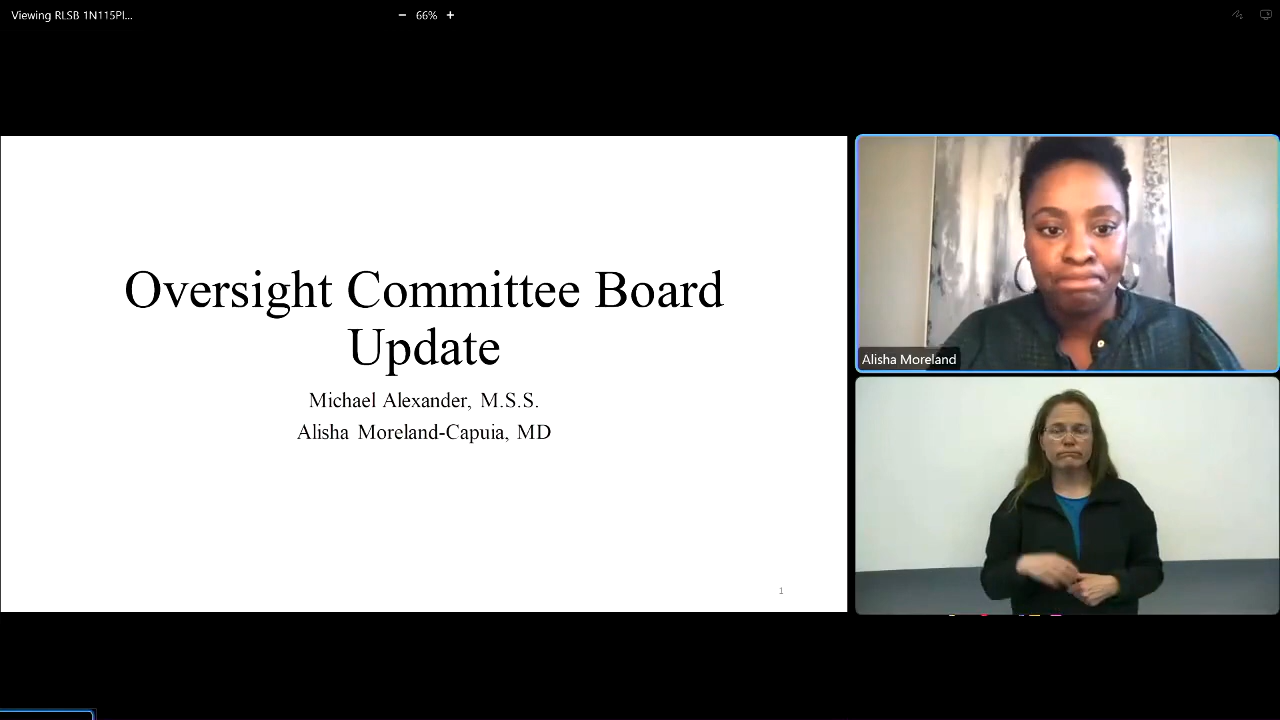 Viewing RLSB 1N115Pl...
− 66% +
Oversight Committee Board
Update
Michael Alexander, M.S.S.
Alisha Moreland-Capuia, MD
1
Alisha Moreland